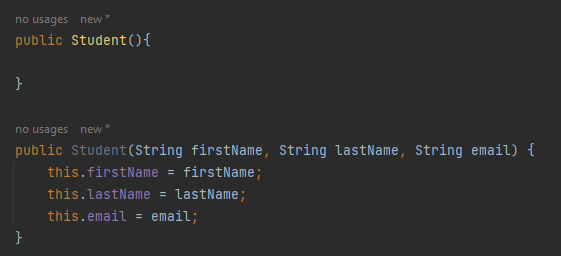 no usages   new *
public Student(){

}

no usages   new *
public Student(String firstName, String lastName, String email) {
    this.firstName = firstName;
    this.lastName = lastName;
    this.email = email;
}